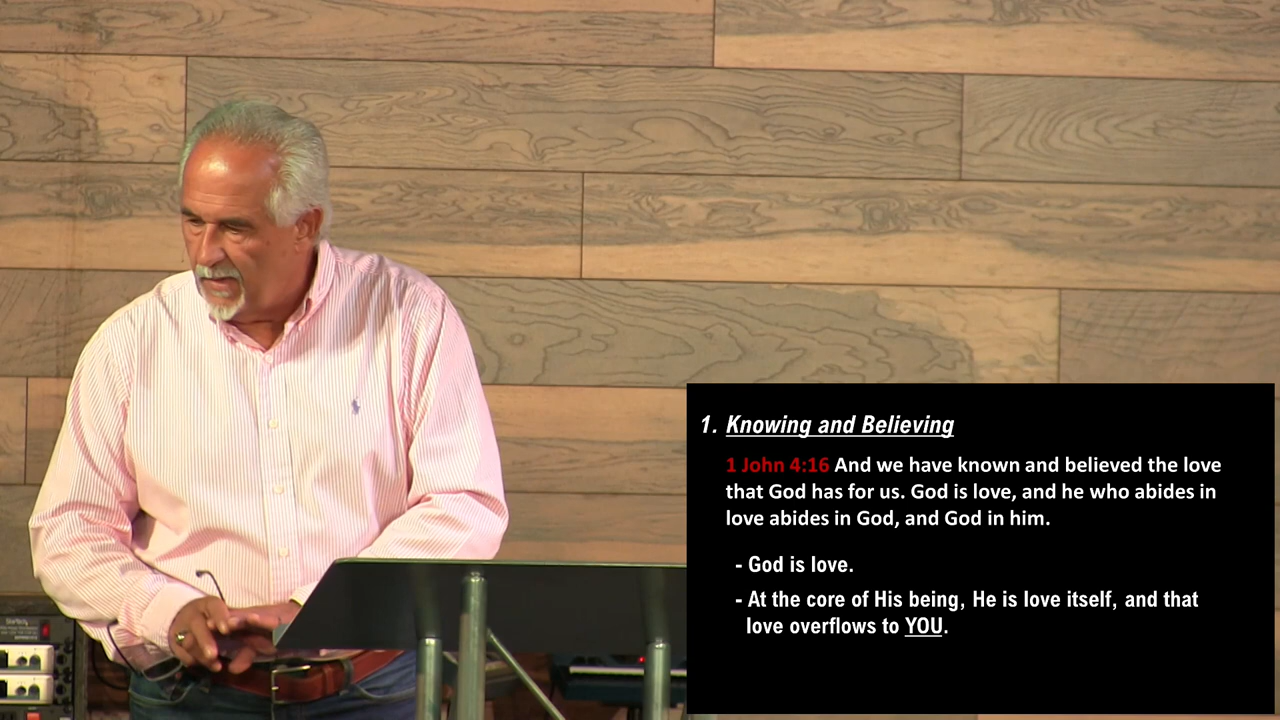 1. Knowing and Believing
1 John 4:16 And we have known and believed the love
that God has for us. God is love, and he who abides in
love abides in God, and God in him.
- God is love.
- At the core of His being, He is love itself, and that
love overflows to YOU.